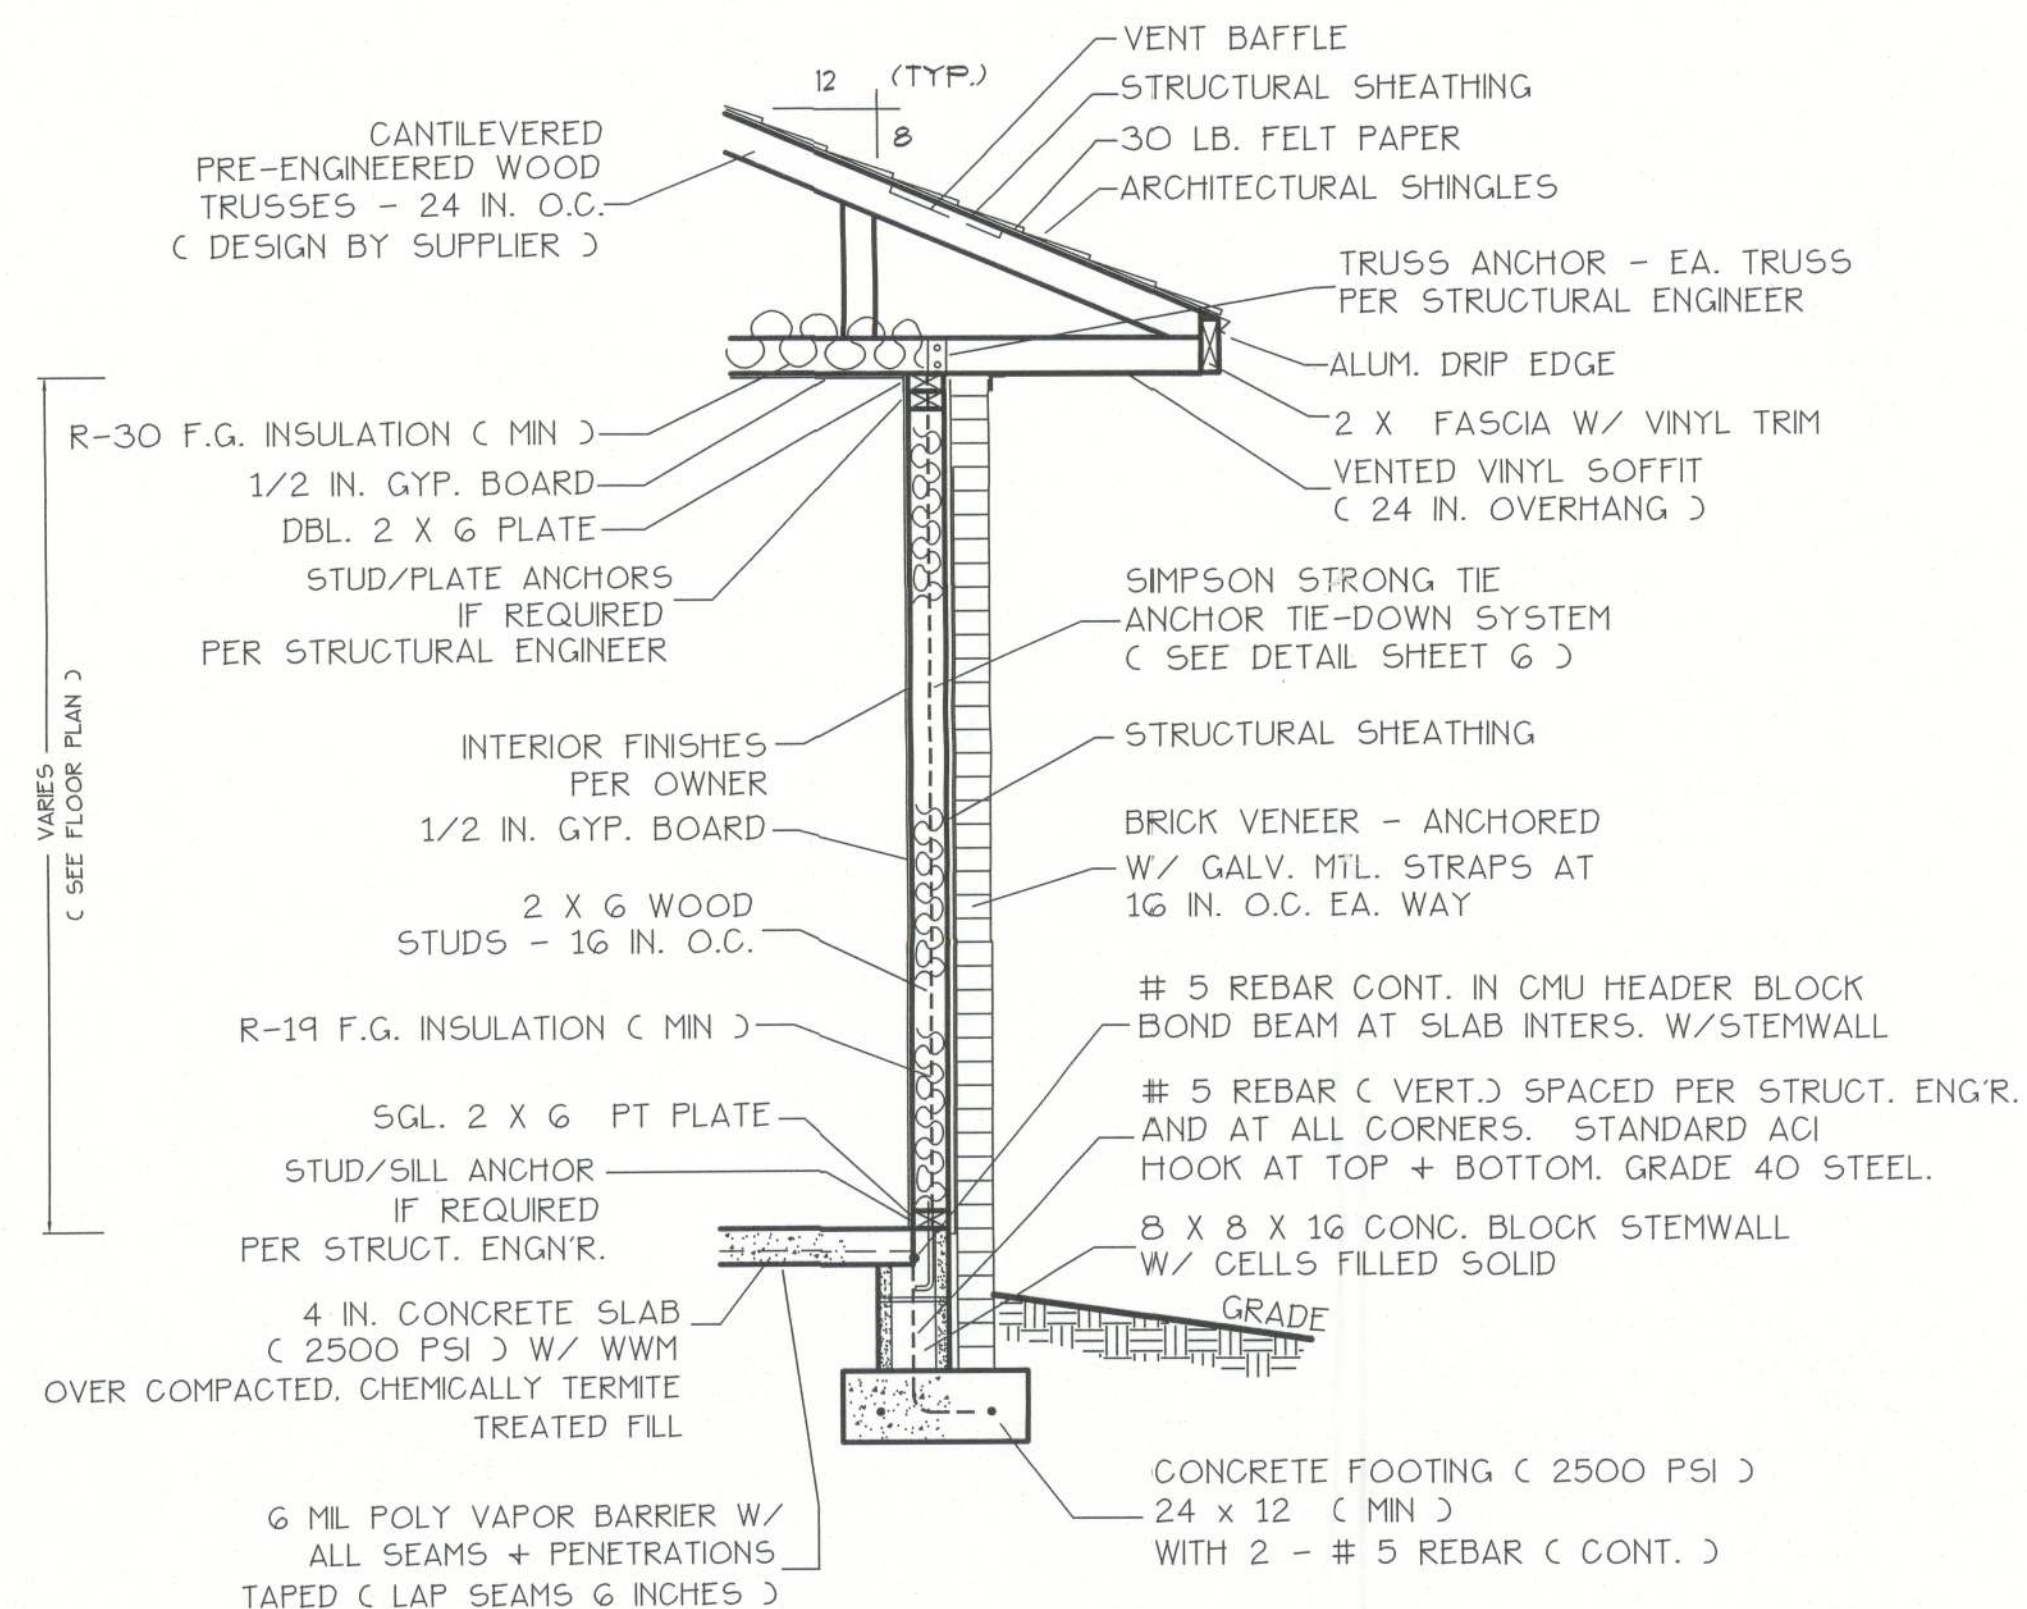 12 (TYP.)
8
VENT BAFFLE
STRUCTURAL SHEATHING
30 LB. FELT PAPER
ARCHITECTURAL SHINGLES
CANTILEVERED
PRE-ENGINEERED WOOD
TRUSSES - 24 IN. O.C.
( DESIGN BY SUPPLIER )
TRUSS ANCHOR - EA. TRUSS
PER STRUCTURAL ENGINEER
ALUM. DRIP EDGE
2 X FASCIA W/ VINYL TRIM
VENTED VINYL SOFFIT
( 24 IN. OVERHANG )
R-30 F.G. INSULATION ( MIN )
1/2 IN. GYP. BOARD
DBL. 2 X 6 PLATE
STUD/PLATE ANCHORS
IF REQUIRED
PER STRUCTURAL ENGINEER
SIMPSON STRONG TIE
ANCHOR TIE-DOWN SYSTEM
( SEE DETAIL SHEET 6 )
VARIES
( SEE FLOOR PLAN )
INTERIOR FINISHES
PER OWNER
1/2 IN. GYP. BOARD
STRUCTURAL SHEATHING
BRICK VENEER - ANCHORED
W/ GALV. MTL. STRAPS AT
16 IN. O.C. EA. WAY
2 X 6 WOOD
STUDS - 16 IN. O.C.
R-19 F.G. INSULATION ( MIN )
# 5 REBAR CONT. IN CMU HEADER BLOCK
BOND BEAM AT SLAB INTERS. W/STEMWALL
# 5 REBAR ( VERT.) SPACED PER STRUCT. ENG'R.
AND AT ALL CORNERS. STANDARD ACI
HOOK AT TOP + BOTTOM. GRADE 40 STEEL.
SGL. 2 X 6 PT PLATE
STUD/SILL ANCHOR
IF REQUIRED
PER STRUCT. ENGN'R.
8 X 8 X 16 CONC. BLOCK STEMWALL
W/ CELLS FILLED SOLID
GRADE
4 IN. CONCRETE SLAB
( 2500 PSI ) W/ WWM
OVER COMPACTED, CHEMICALLY TERMITE
TREATED FILL
6 MIL POLY VAPOR BARRIER W/
ALL SEAMS + PENETRATIONS
TAPED ( LAP SEAMS 6 INCHES )
CONCRETE FOOTING ( 2500 PSI )
24 x 12 ( MIN )
WITH 2 - # 5 REBAR ( CONT. )